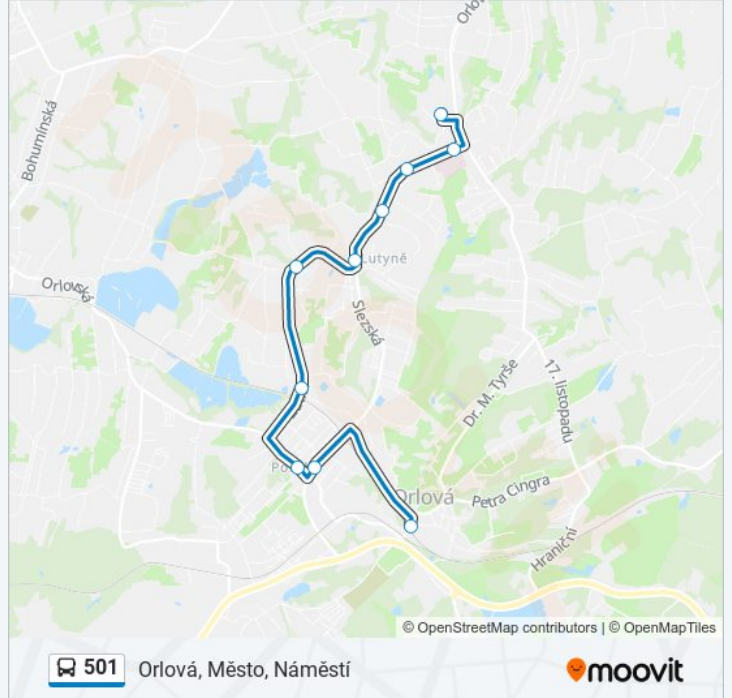 Orlov
Bohumínská
Lutyně
Orlovská
Slezská
17. listopadu
Dr. M. Tyrše
Po
Orlová
Petra Cingra
Hraniční
© OpenStreetMap contributors | © OpenMapTiles
501 Orlová, Město, Náměstí moovit